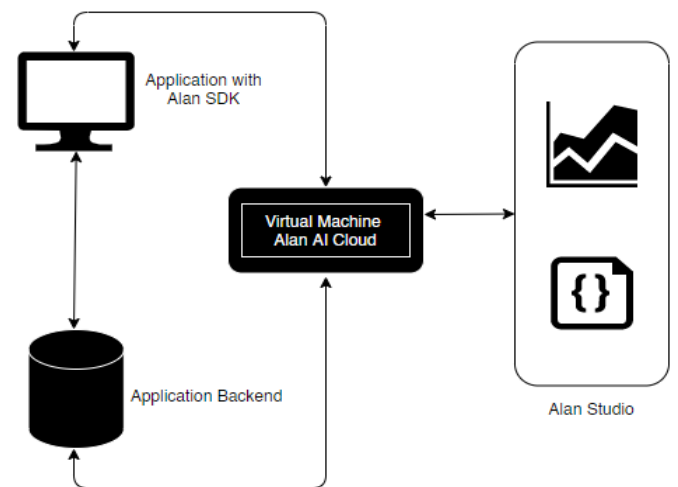 Application with
Alan SDK
Virtual Machine
Alan AI Cloud
{}
Application Backend
Alan Studio